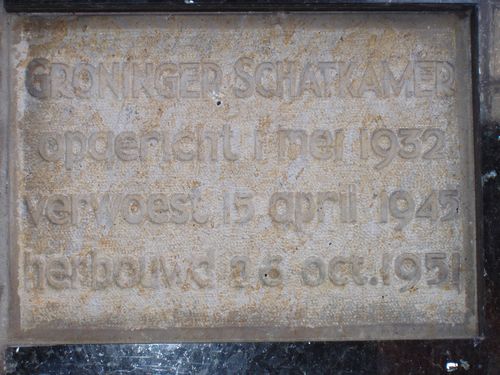 GRONINGER SCHATKAMER
opgericht 1 mei 1932
verwoest 15 april 1945
herbouwd 26 oct. 1951